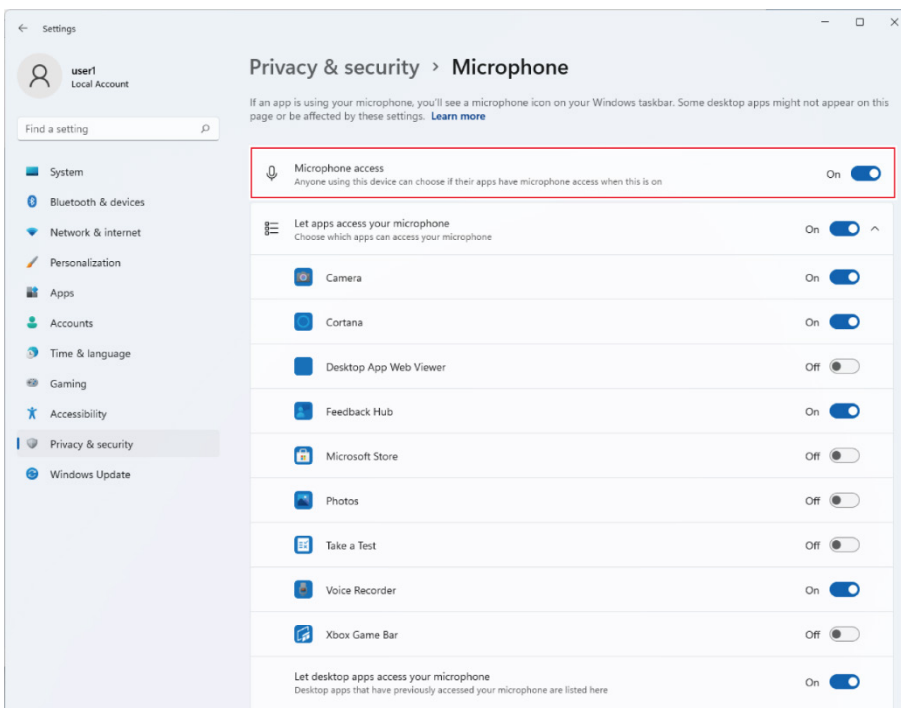 Settings
user1
Local Account
Find a setting
System
Bluetooth & devices
Network & internet
Personalization
Apps
Accounts
Time & language
Gaming
Accessibility
Privacy & security
Windows Update
Privacy & security > Microphone
If an app is using your microphone, you'll see a microphone icon on your Windows taskbar. Some desktop apps might not appear on this
page or be affected by these settings. Learn more
Microphone access
Anyone using this device can choose if their apps have microphone access when this is on
On
Let apps access your microphone
Choose which apps can access your microphone
On
Camera On
Cortana On
Desktop App Web Viewer Off
Feedback Hub On
Microsoft Store Off
Photos Off
Take a Test Off
Voice Recorder On
Xbox Game Bar Off
Let desktop apps access your microphone
Desktop apps that have previously accessed your microphone are listed here
On